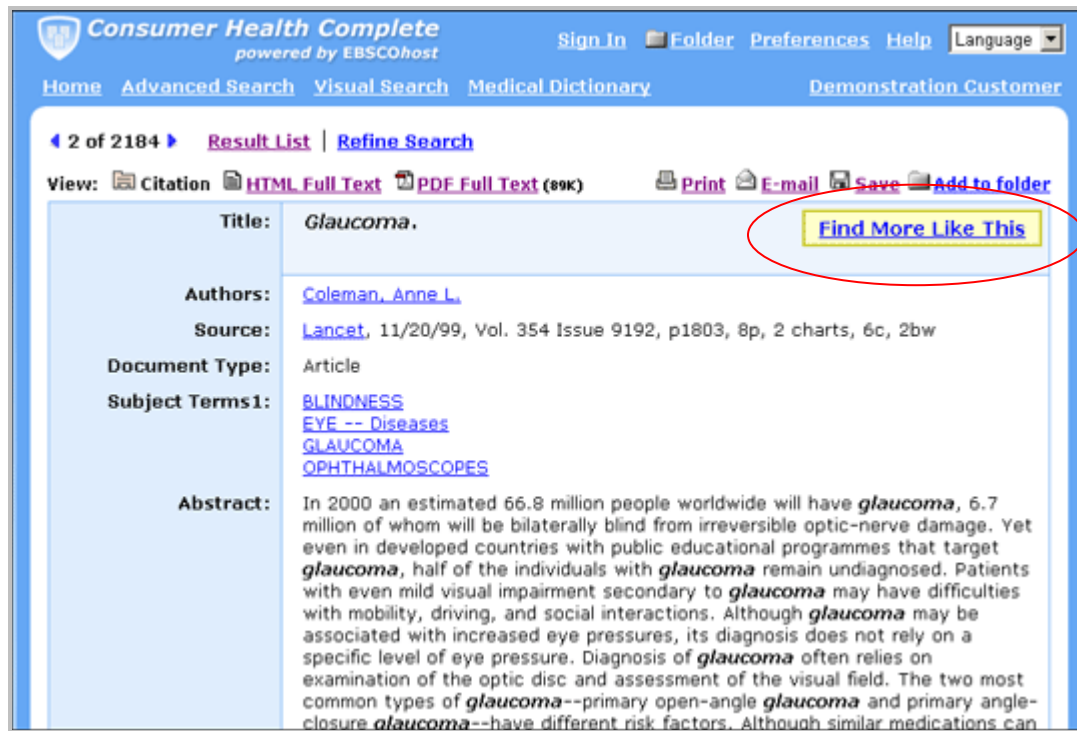 Consumer Health Complete
powered by EBSCOhost
Sign In Folder Preferences Help Language
Home Advanced Search Visual Search Medical Dictionary Demonstration Customer
2 of 2184 Result List | Refine Search
View: Citation HTML Full Text PDF Full Text (89K) Print E-mail Save Add to folder
Title: Glaucoma. Find More Like This
Authors: Coleman, Anne L.
Source: Lancet, 11/20/99, Vol. 354 Issue 9192, p1803, 8p, 2 charts, 6c, 2bw
Document Type: Article
Subject Terms1: BLINDNESS
EYE -- Diseases
GLAUCOMA
OPHTHALMOSCOPES
Abstract: In 2000 an estimated 66.8 million people worldwide will have glaucoma, 6.7
million of whom will be bilaterally blind from irreversible optic-nerve damage. Yet
even in developed countries with public educational programmes that target
glaucoma, half of the individuals with glaucoma remain undiagnosed. Patients
with even mild visual impairment secondary to glaucoma may have difficulties
with mobility, driving, and social interactions. Although glaucoma may be
associated with increased eye pressures, its diagnosis does not rely on a
specific level of eye pressure. Diagnosis of glaucoma often relies on
examination of the optic disc and assessment of the visual field. The two most
common types of glaucoma--primary open-angle glaucoma and primary angle-
closure glaucoma--have different risk factors. Although similar medications can